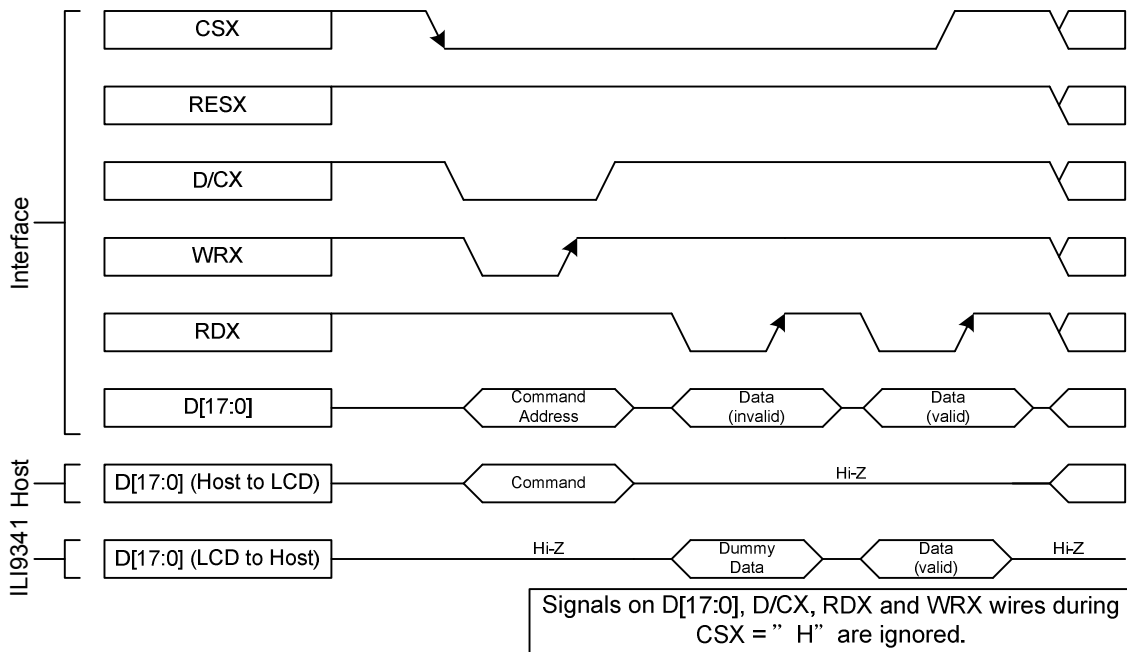 CSX
RESX
D/CX
WRX
RDX
D[17:0]
Command
Address
Data
(invalid)
Data
(valid)
Interface
D[17:0] (Host to LCD)
Command
Hi-Z
Host
D[17:0] (LCD to Host)
Hi-Z
Dummy
Data
Data
(valid)
Hi-Z
ILI9341
Signals on D[17:0], D/CX, RDX and WRX wires during
CSX = ” H” are ignored.